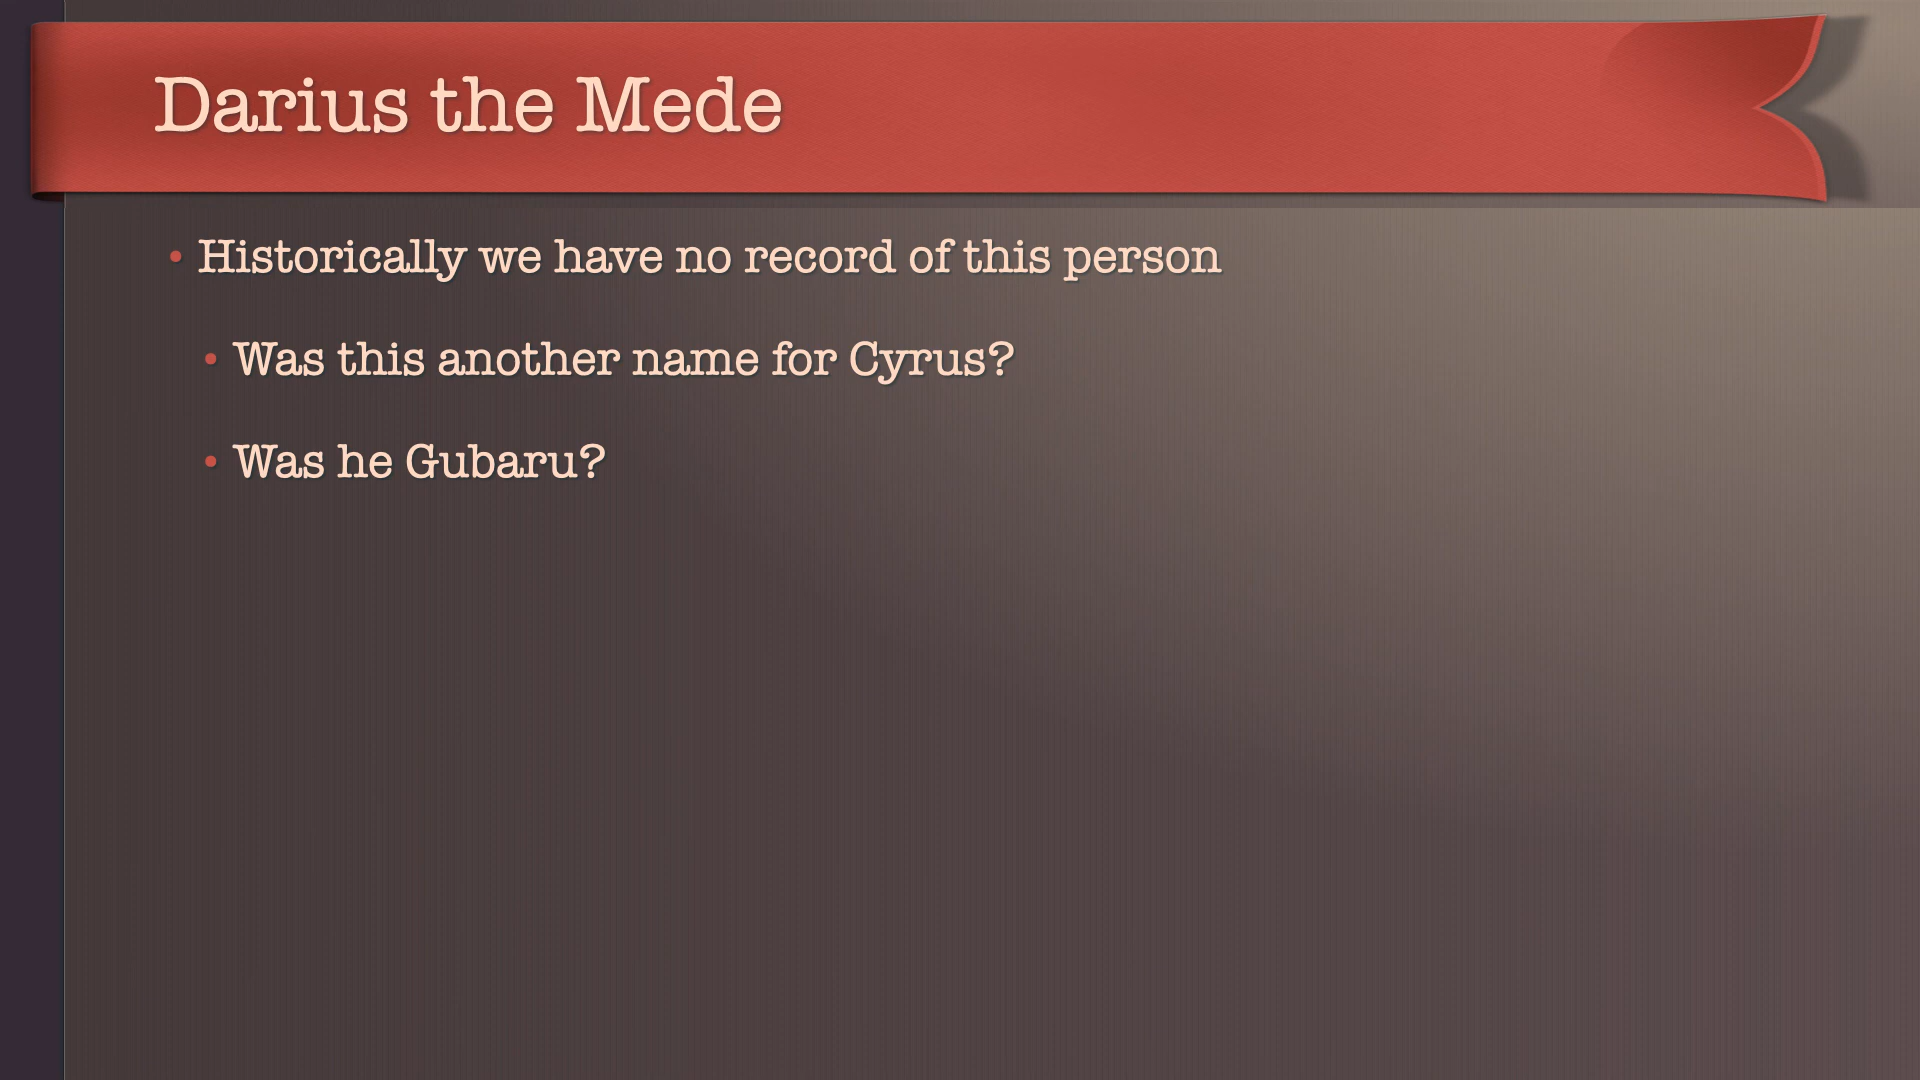 Darius the Mede
• Historically we have no record of this person
• Was this another name for Cyrus?
• Was he Gubaru?